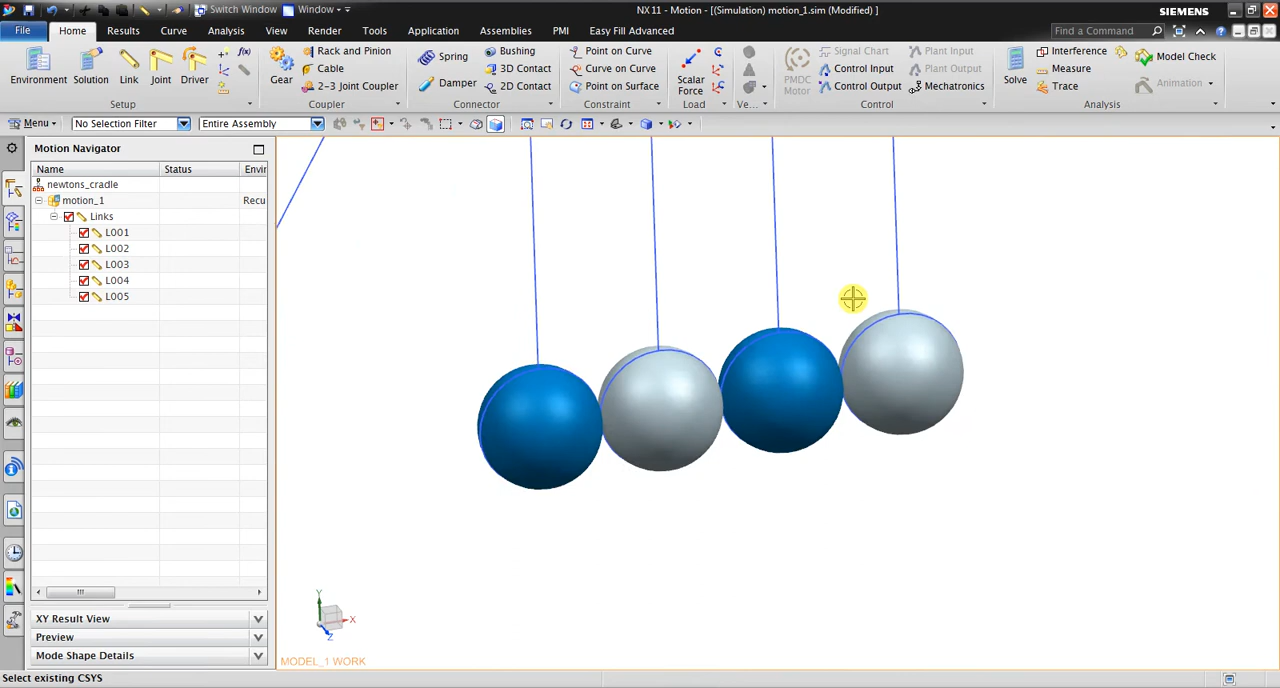 Switch Window Window
NX 11 - Motion - [(Simulation) motion_1.sim (Modified) ]
SIEMENS
File Home Results Curve Analysis View Render Tools Application Assemblies PMI Easy Fill Advanced
Find a Command
Environment Solution Link Joint Driver
Setup
Gear
Rack and Pinion
Cable
2-3 Joint Coupler
Coupler
Spring
Damper
Bushing
3D Contact
2D Contact
Connector
Point on Curve
Curve on Curve
Point on Surface
Constraint
Scalar
Force
Load
Ve...
PMDC
Motor
Signal Chart
Control Input
Control Output
Plant Input
Plant Output
Mechatronics
Control
Solve
Interference
Measure
Trace
Model Check
Animation
Analysis
Menu
No Selection Filter
Entire Assembly
Motion Navigator
Name Status Envir
newtons_cradle
motion_1 Recu
Links
L001
L002
L003
L004
L005
XY Result View
Preview
Mode Shape Details
Y
X
Z
MODEL_1 WORK
Select existing CSYS